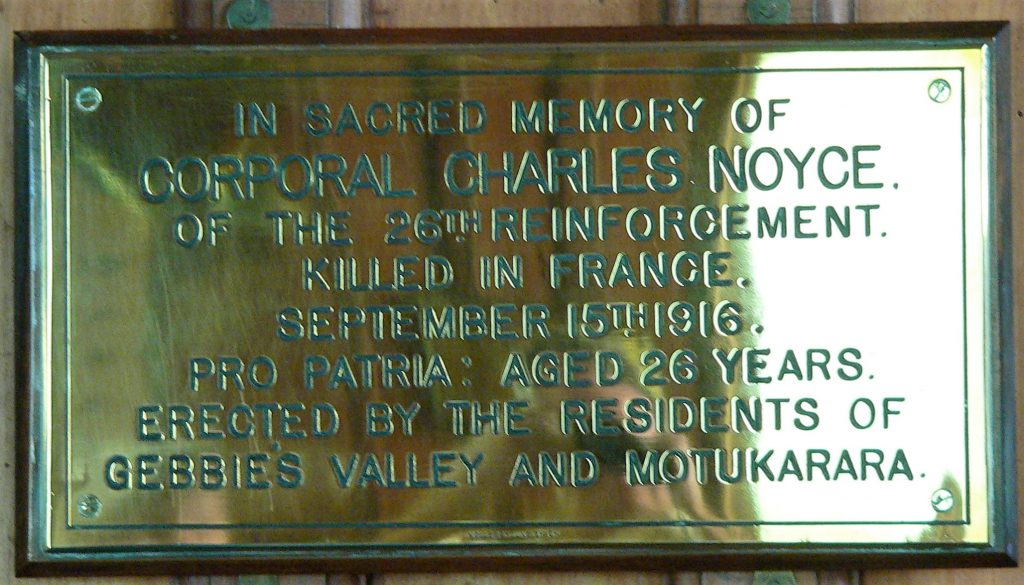 IN SACRED MEMORY OF
CORPORAL CHARLES NOYCE.
OF THE 26TH REINFORCEMENT.
KILLED IN FRANCE.
SEPTEMBER 15TH 1916.
PRO PATRIA: AGED 26 YEARS.
ERECTED BY THE RESIDENTS OF
GEBBIE'S VALLEY AND MOTUKARARA.